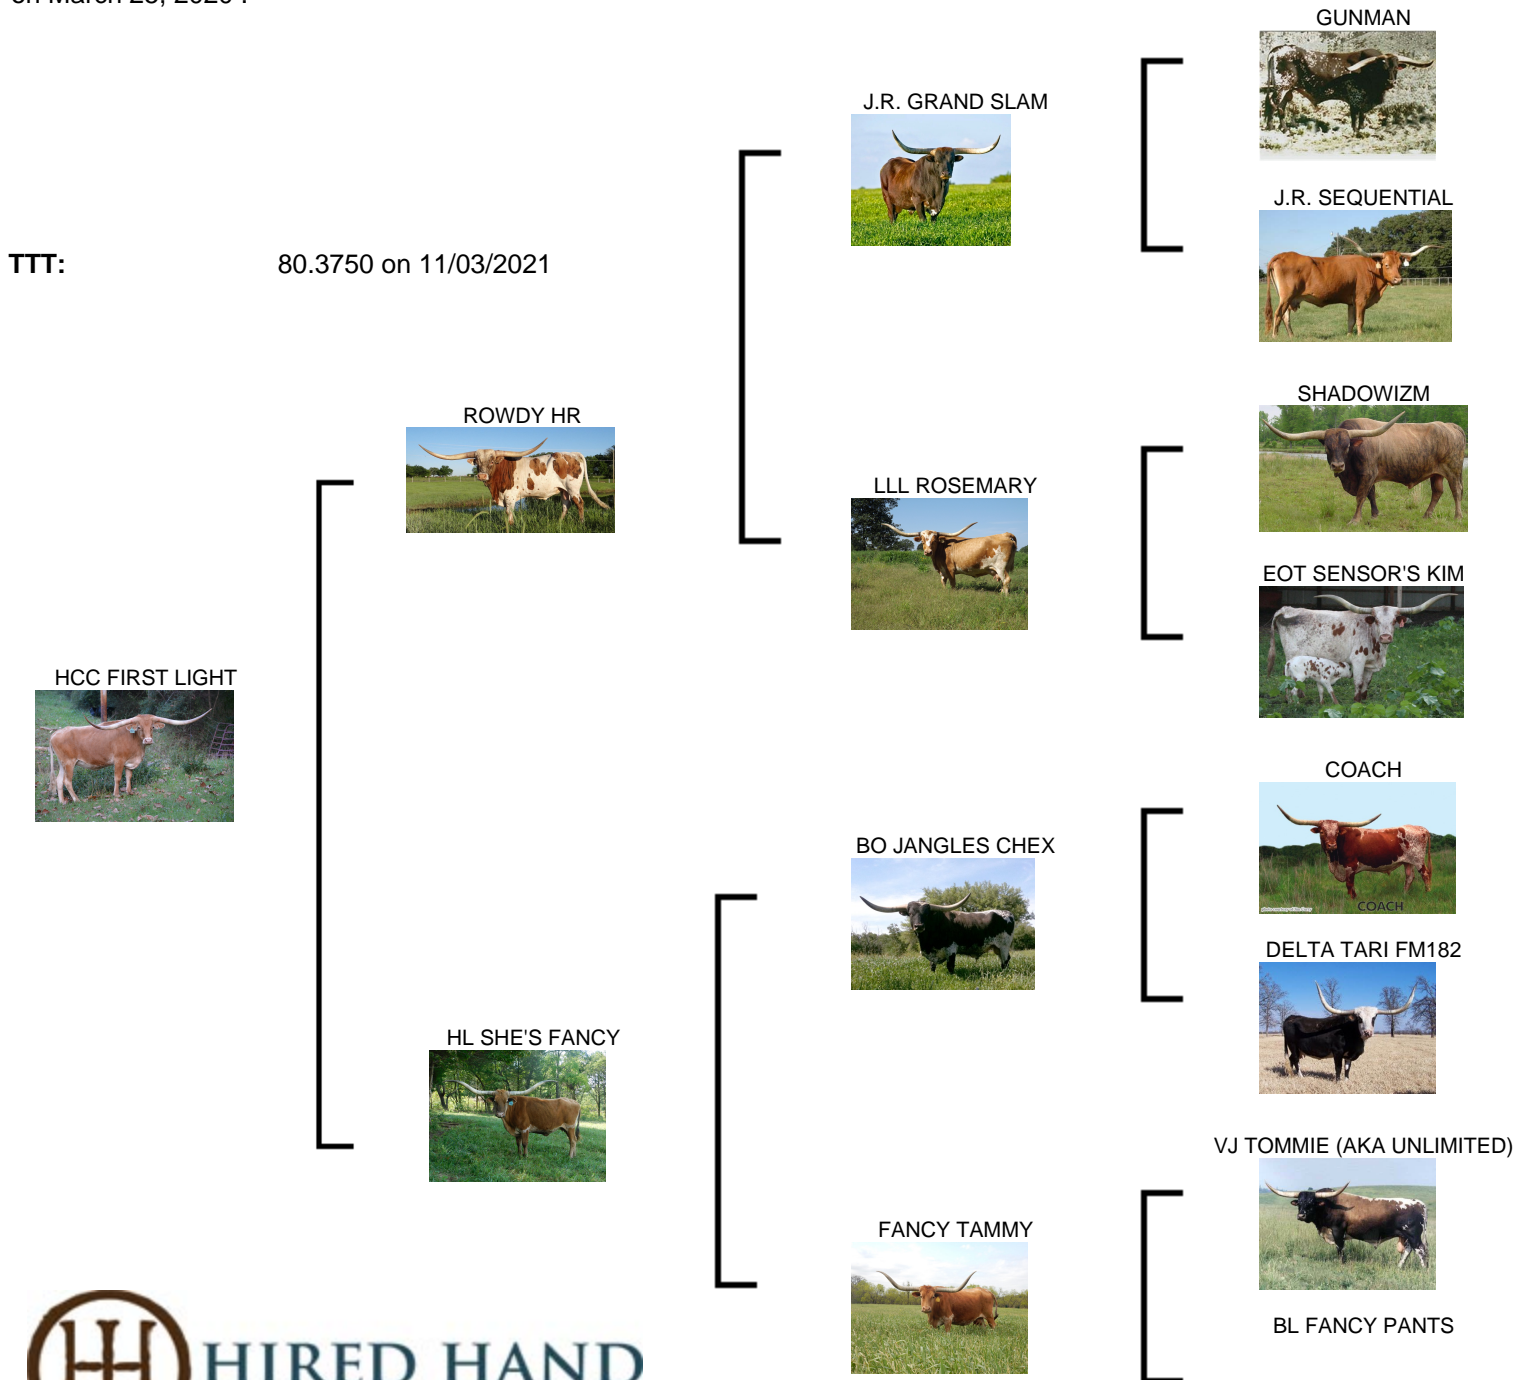 GUNMAN
J.R. GRAND SLAM
J.R. SEQUENTIAL
TTT: 80.3750 on 11/03/2021
SHADOWIZM
ROWDY HR
LLL ROSEMARY
EOT SENSOR'S KIM
HCC FIRST LIGHT
COACH
BO JANGLES CHEX
COACH
DELTA TARI FM182
HL SHE'S FANCY
VJ TOMMIE (AKA UNLIMITED)
FANCY TAMMY
BL FANCY PANTS
HIRED HAND